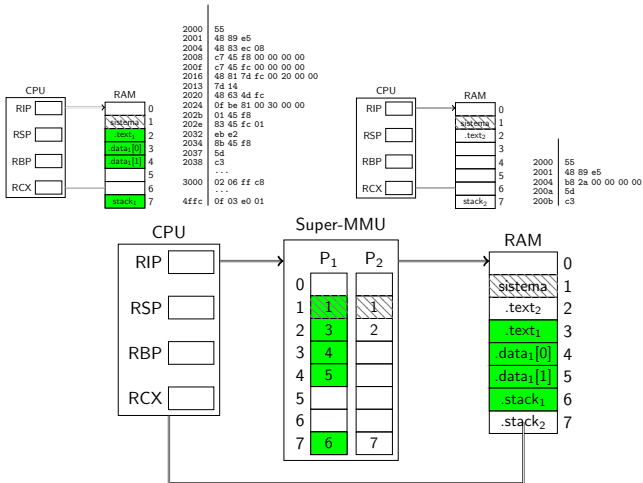 2000 55
2001 48 89 e5
2004 48 83 ec 08
2008 c7 45 f8 00 00 00 00
200f c7 45 fc 00 00 00 00
2016 48 81 7d fc 00 20 00 00
2013 7d 14
2020 48 63 4d fc
2024 0f be 81 00 30 00 00
202b 01 45 f8
202e 83 45 fc 01
2032 eb e2
2034 8b 45 f8
2037 5d
2038 c3
...
3000 02 06 ff c8
...
4ffc 0f 03 e0 01
CPU
RIP
RSP
RBP
RCX
RAM
0
sistema 1
.text₁ 2
.data₁[0] 3
.data₁[1] 4
5
6
stack₁ 7
CPU
RIP
RSP
RBP
RCX
RAM
0
sistema 1
.text₂ 2
3
4
5
6
stack₂ 7
2000 55
2001 48 89 e5
2004 b8 2a 00 00 00 00
200a 5d
200b c3
CPU
RIP
RSP
RBP
RCX
Super-MMU
P₁ P₂
0
1 1 1
2 3 2
3 4
4 5
5
6
7 6 7
RAM
0
sistema 1
.text₂ 2
.text₁ 3
.data₁[0] 4
.data₁[1] 5
.stack₁ 6
.stack₂ 7